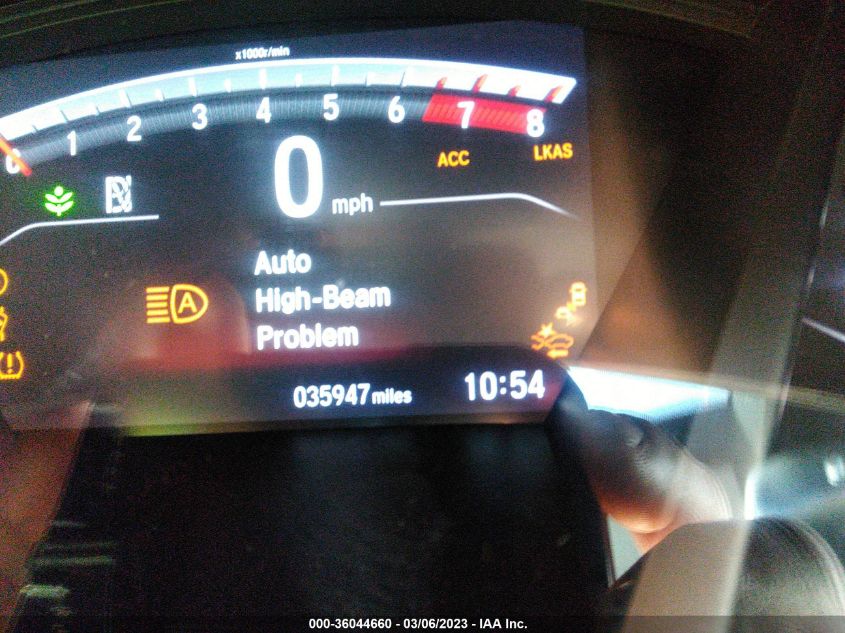 x1000r/min
0 1 2 3 4 5 6 7 8
0 mph
ACC
LKAS
A
Auto
High-Beam
Problem
035947 miles
10:54
000-36044660 - 03/06/2023 - IAA Inc.